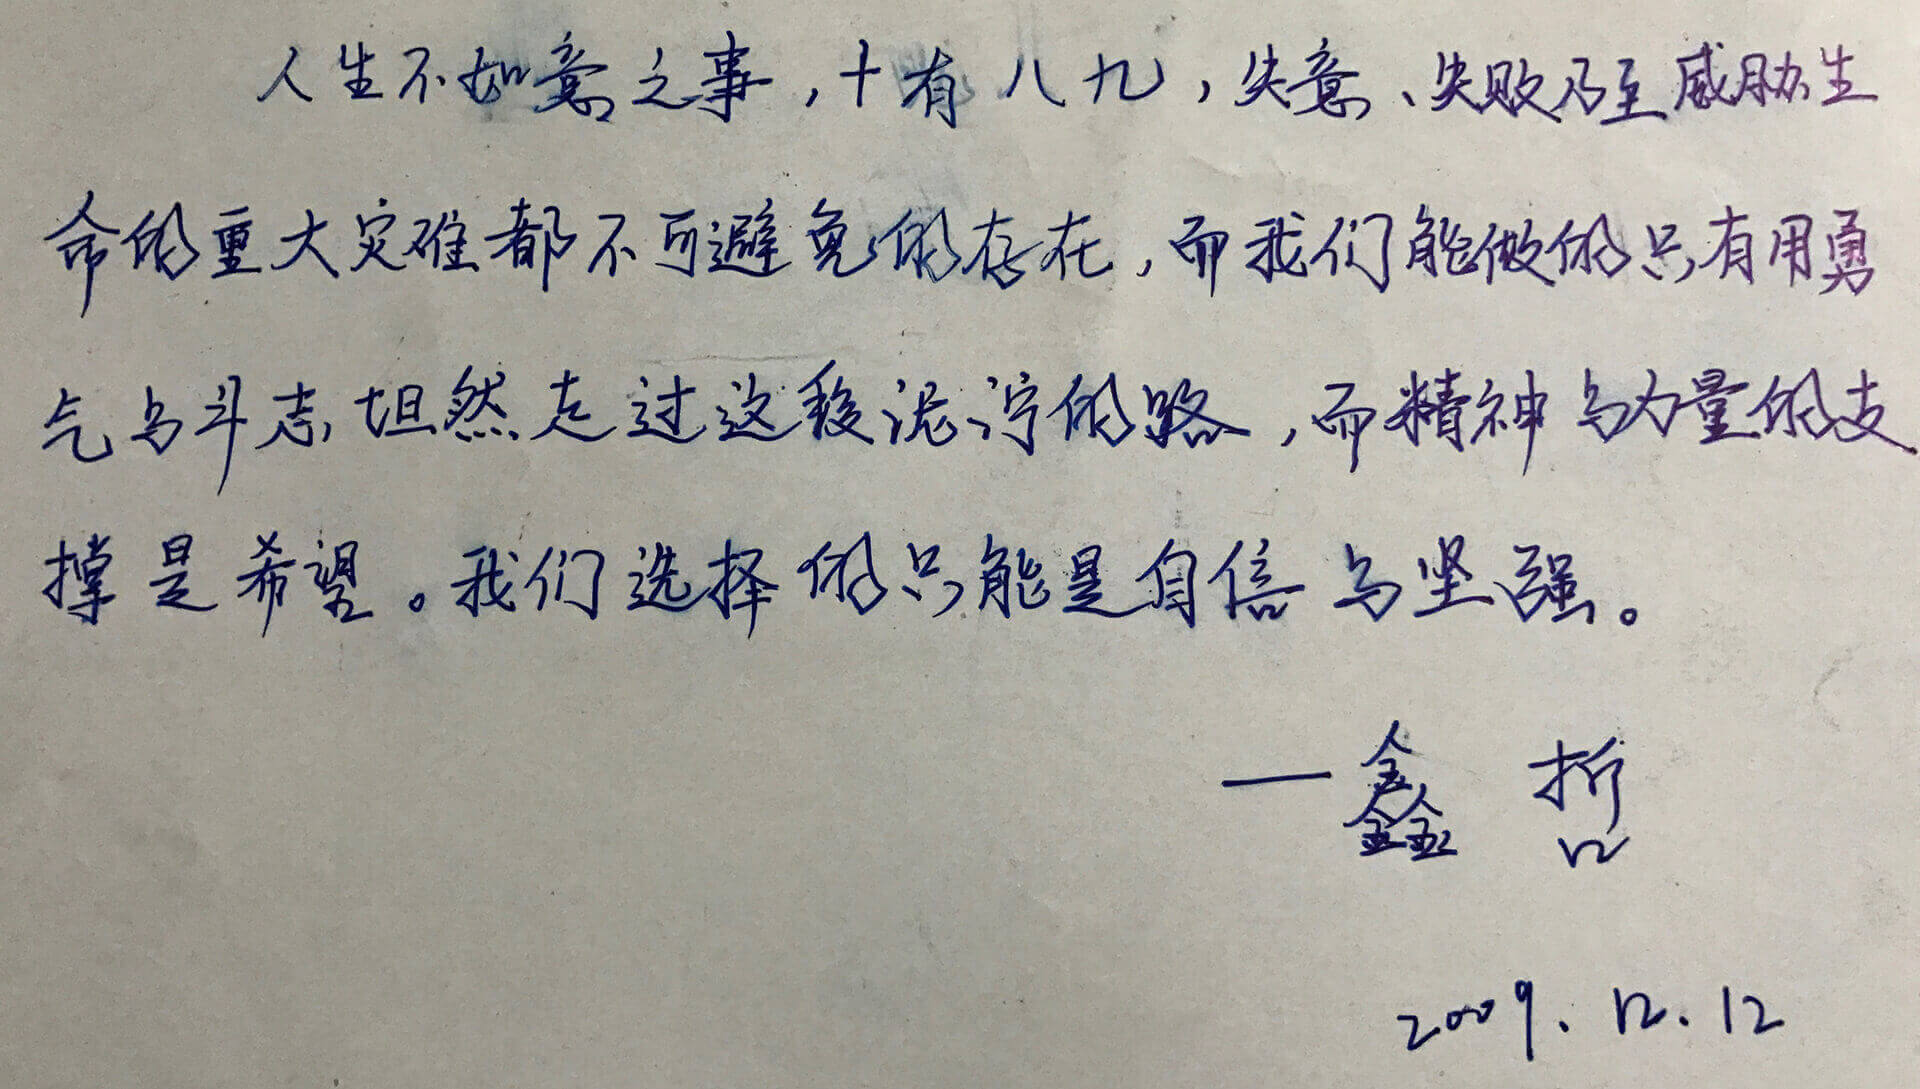 人生不如意之事，十有八九，失意、失败乃至威胁生
命的重大灾难都不可避免的存在，而我们能做的只有用勇
气与斗志坦然走过这段泥泞的路，而精神与力量的支
撑是希望。我们选择的只能是自信与坚强。
—鑫哲
2009.12.12